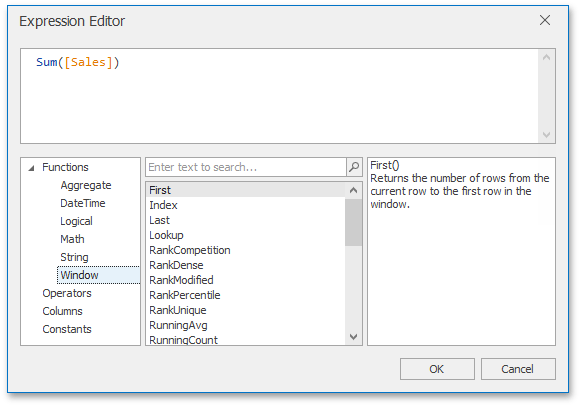 Expression Editor
Sum([Sales])
Functions
Aggregate
DateTime
Logical
Math
String
Window
Operators
Columns
Constants
Enter text to search...
First
Index
Last
Lookup
RankCompetition
RankDense
RankModified
RankPercentile
RankUnique
RunningAvg
RunningCount
First()
Returns the number of rows from the
current row to the first row in the
window.
OK
Cancel